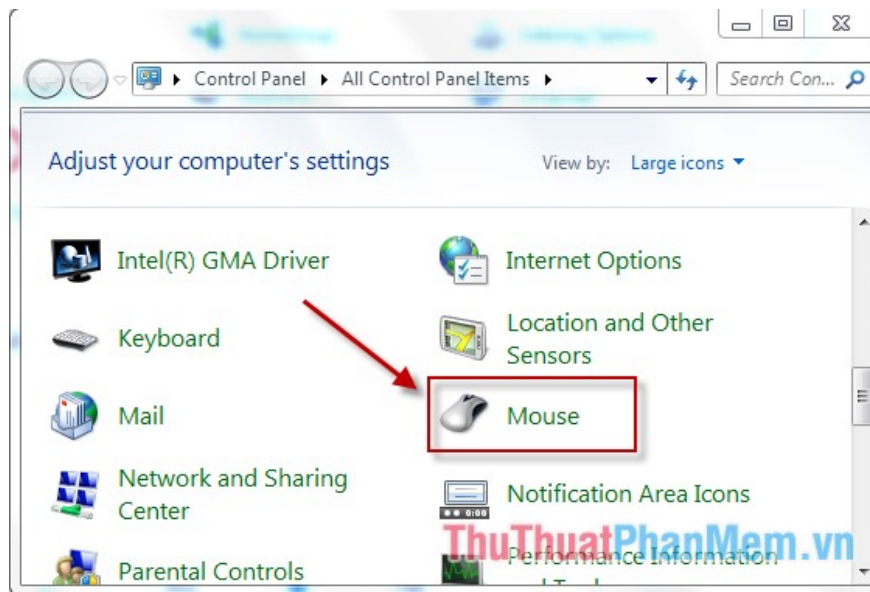 Control Panel All Control Panel Items
Search Con...
Adjust your computer's settings
View by: Large icons
Intel(R) GMA Driver
Internet Options
Keyboard
Location and Other
Sensors
Mail
Mouse
Network and Sharing
Center
Notification Area Icons
ThuThuatPhanMem.vn
Parental Controls
Performance Information